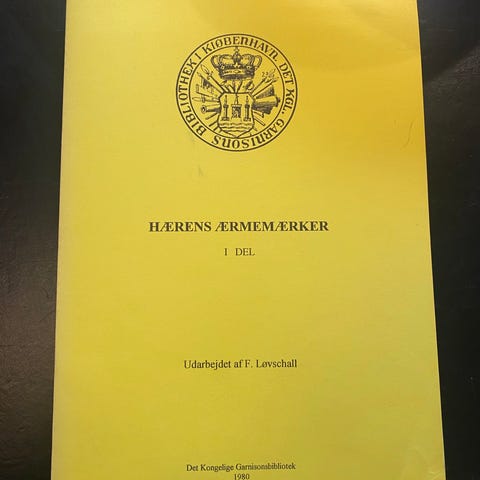 DET KGL. GARNISONS BIBLIOTHEK I KIØBENHAVN.
HÆRENS ÆRMEMÆRKER
I DEL
Udarbejdet af F. Løvschall
Det Kongelige Garnisonsbibliotek
1980